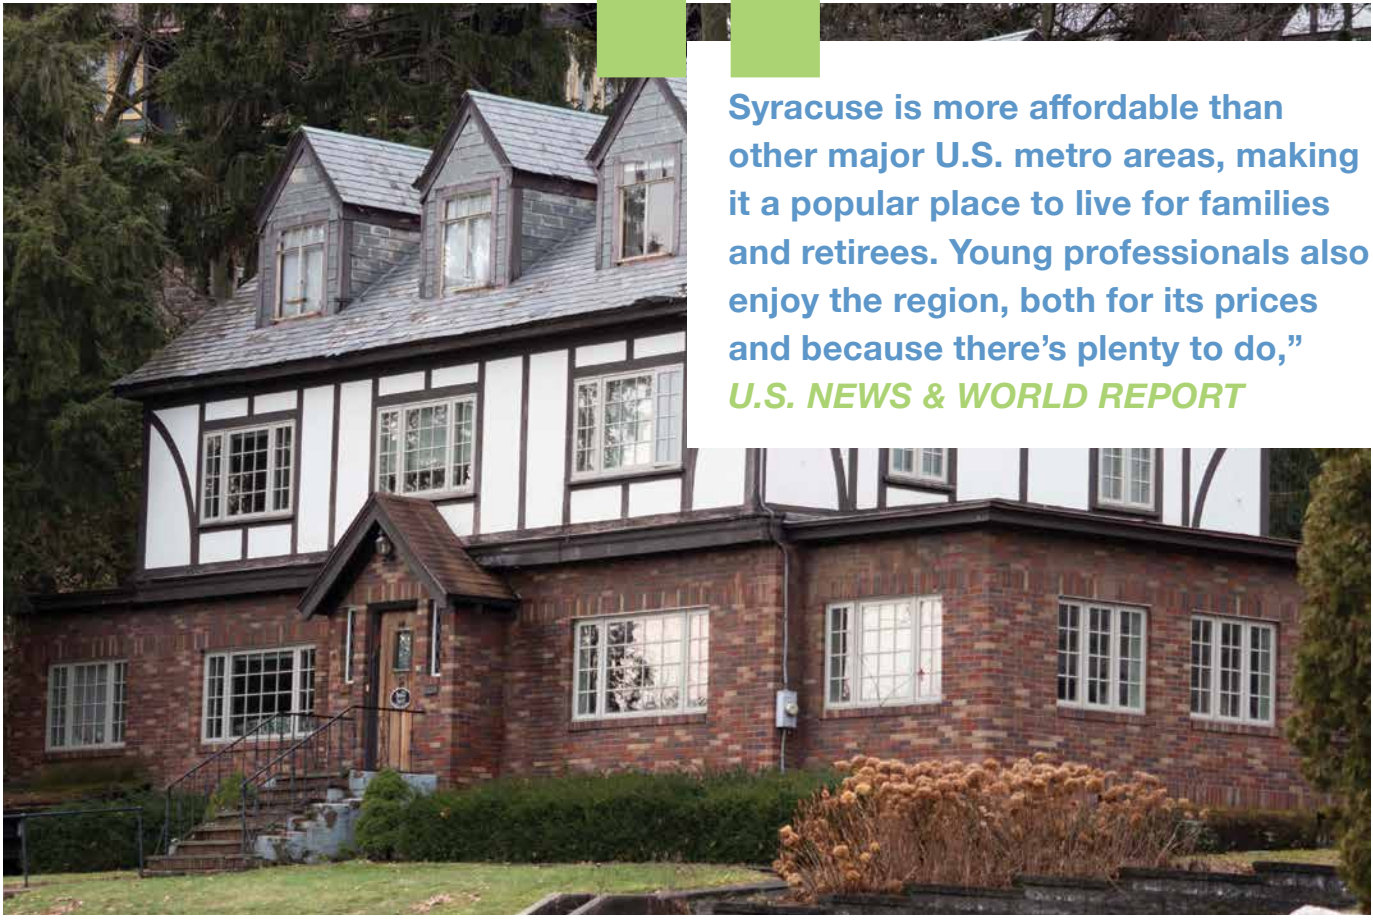 Syracuse is more affordable than
other major U.S. metro areas, making
it a popular place to live for families
and retirees. Young professionals also
enjoy the region, both for its prices
and because there’s plenty to do,”
U.S. NEWS & WORLD REPORT